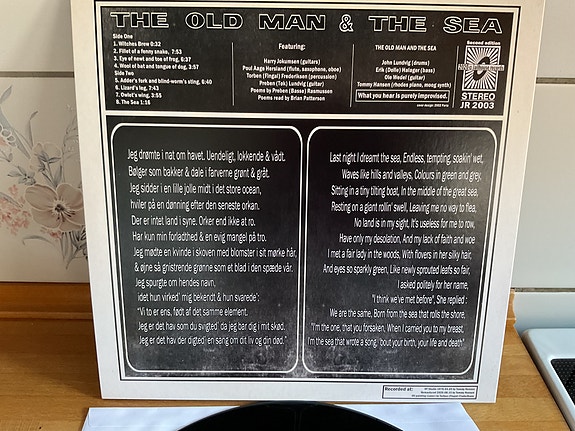 THE OLD MAN & THE SEA
Side One
1. Witches Brew 0:32
2. Fillet of a fenny snake, 7:53
3. Eye of newt and toe of frog, 0:36
4. Wool of bat and tongue of dog, 3:57
Side Two
5. Adder's fork and blind-worm's sting, 6:40
6. Lizard's leg, 7:43
7. Owlet's wing, 3:55
8. The Sea 1:16
Featuring:
Harry Jokumsen (guitars)
Poul Aage Hersland (flute, saxophone, oboe)
Torben (Fingal) Frederiksen (percussion)
Preben (Tok) Lundvig (guitar)
Poems by Preben (Basse) Rasmussen
Poems read by Brian Patterson
THE OLD MAN AND THE SEA
John Lundvig (drums)
Erik (Jolle) Halager (bass)
Ole Wedel (guitar)
Tommy Hansen (rhodes piano, moog synth)
What you hear is purely improvised.
Second edition
STEREO
JR 2003
Jeg drømte i nat om havet. Uendeligt, lokkende & vådt.
Bølger som bakker & dale i farverne grønt & gråt.
Jeg sidder i en lille jolle midt i det store ocean,
hviler på en dønning efter den seneste orkan.
Der er intet land i syne. Orker end ikke at ro.
Har kun min forladthed & en evig mangel på tro.
Jeg mødte en kvinde i skoven med blomster i sit mørke hår,
& øjne så gnistrende grønne som et blad i den spæde vår.
Jeg spurgte om hendes navn,
idet hun virked' mig bekendt & hun svarede':
"Vi to er ens, født af det samme element.
Jeg er det hav som du svigted' da jeg bar dig i mit skød.
Jeg er det hav der digted' en sang om dit liv og din død."
Last night I dreamt the sea, Endless, tempting, soakin' wet,
Waves like hills and valleys, Colours in green and grey,
Sitting in a tiny tilting boat, In the middle of the great sea,
Resting on a giant rollin' swell, Leaving me no way to flea,
No land is in my sight, It's useless for me to row,
Have only my desolation, And my lack of faith and woe
I met a fair lady in the woods, With flovers in her silky hair,
And eyes so sparkly green, Like newly sprouted leafs so fair,
I asked politely for her name,
"I think we've met before", She replied :
We are the same, Born from the sea that rolls the shore,
"I'm the one, that you forsaken, When I carried you to my breast,
I'm the sea that wrote a song, 'bout your birth, your life and death"
Recorded at: